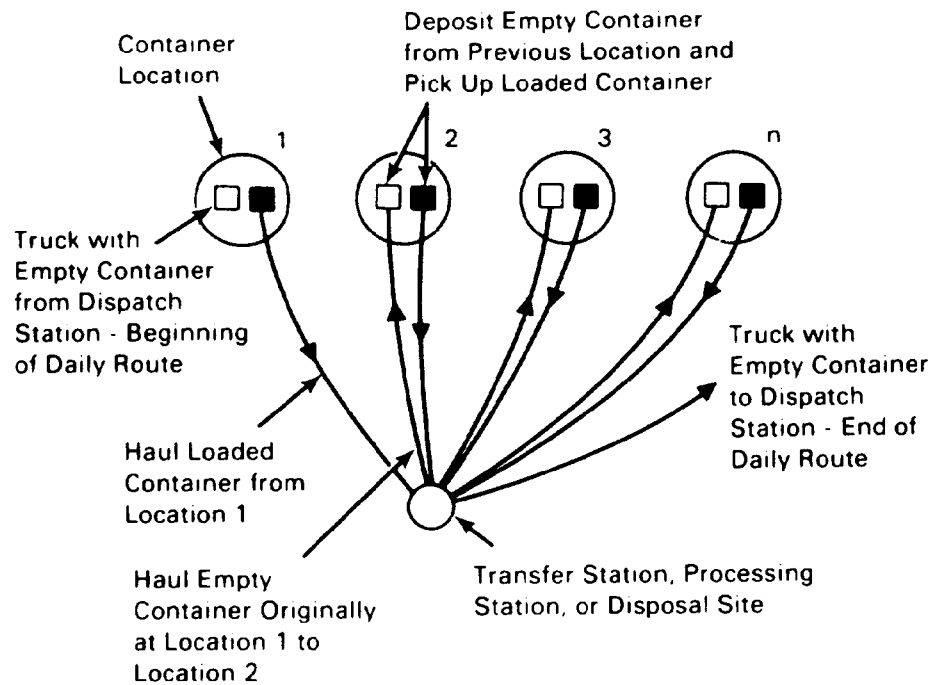 Container
Location
Deposit Empty Container
from Previous Location and
Pick Up Loaded Container
1
2
3
n
Truck with
Empty Container
from Dispatch
Station - Beginning
of Daily Route
Truck with
Empty Container
to Dispatch
Station - End of
Daily Route
Haul Loaded
Container from
Location 1
Haul Empty
Container Originally
at Location 1 to
Location 2
Transfer Station, Processing
Station, or Disposal Site